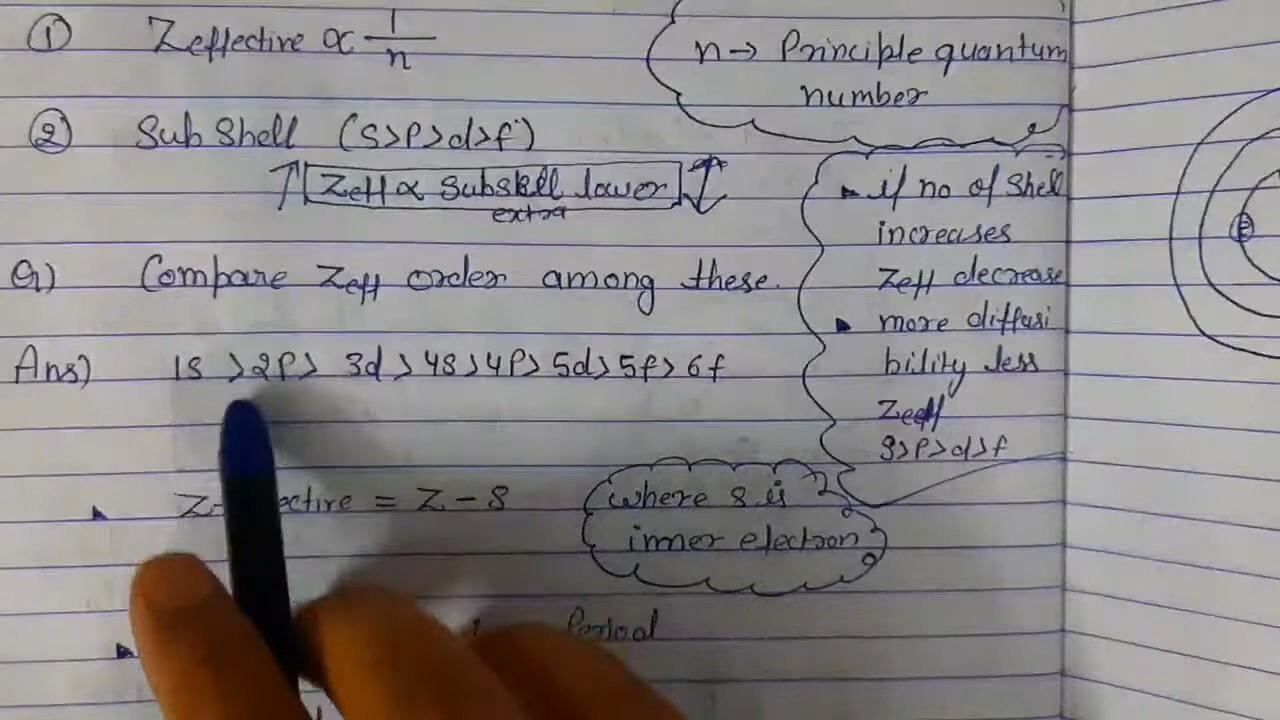 ① Zeffective ∝ 1/n
n → Principle quantum
number
② Sub Shell (s>p>d>f)
↑ Zeff ∝ Subshell lower ↕
extra
if no of Shell
increases
Zeff decrease
more diffusi
bility less
Zeff
s>p>d>f
Q) Compare Zeff order among these.
Ans) 1s >2p> 3d >4s>4p> 5d>5f> 6f
Z- ective = Z - S
where s is
inner electron
Period